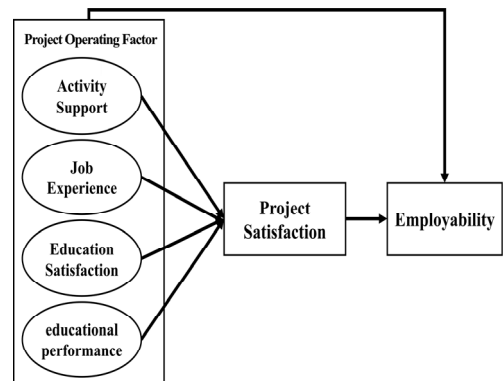 Project Operating Factor
Activity
Support
Job
Experience
Education
Satisfaction
educational
performance
Project
Satisfaction
Employability